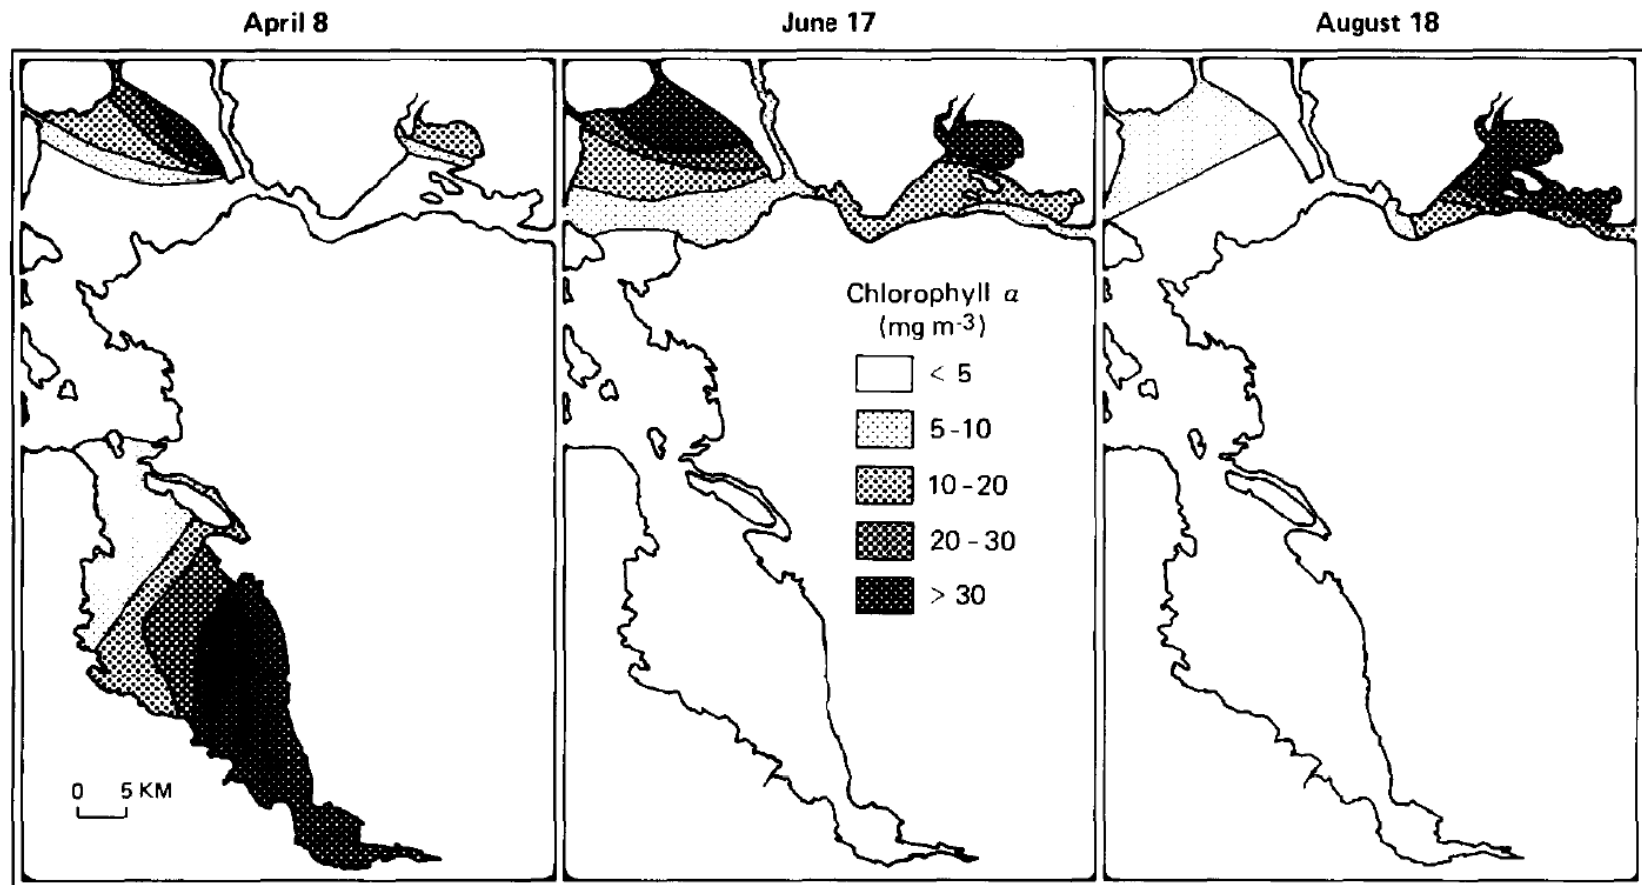 April 8
June 17
August 18
Chlorophyll a
(mg m-3)
< 5
5-10
10-20
20-30
> 30
0 5 KM